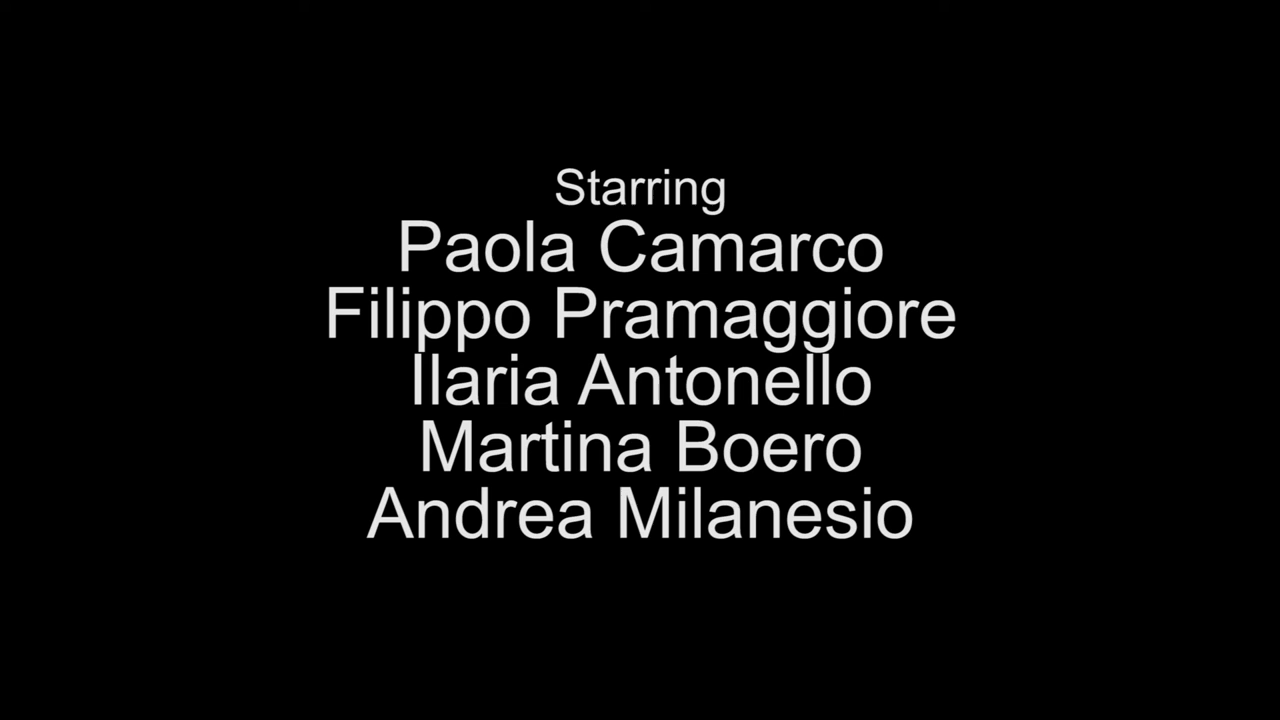 Starring
Paola Camarco
Filippo Pramaggiore
Ilaria Antonello
Martina Boero
Andrea Milanesio